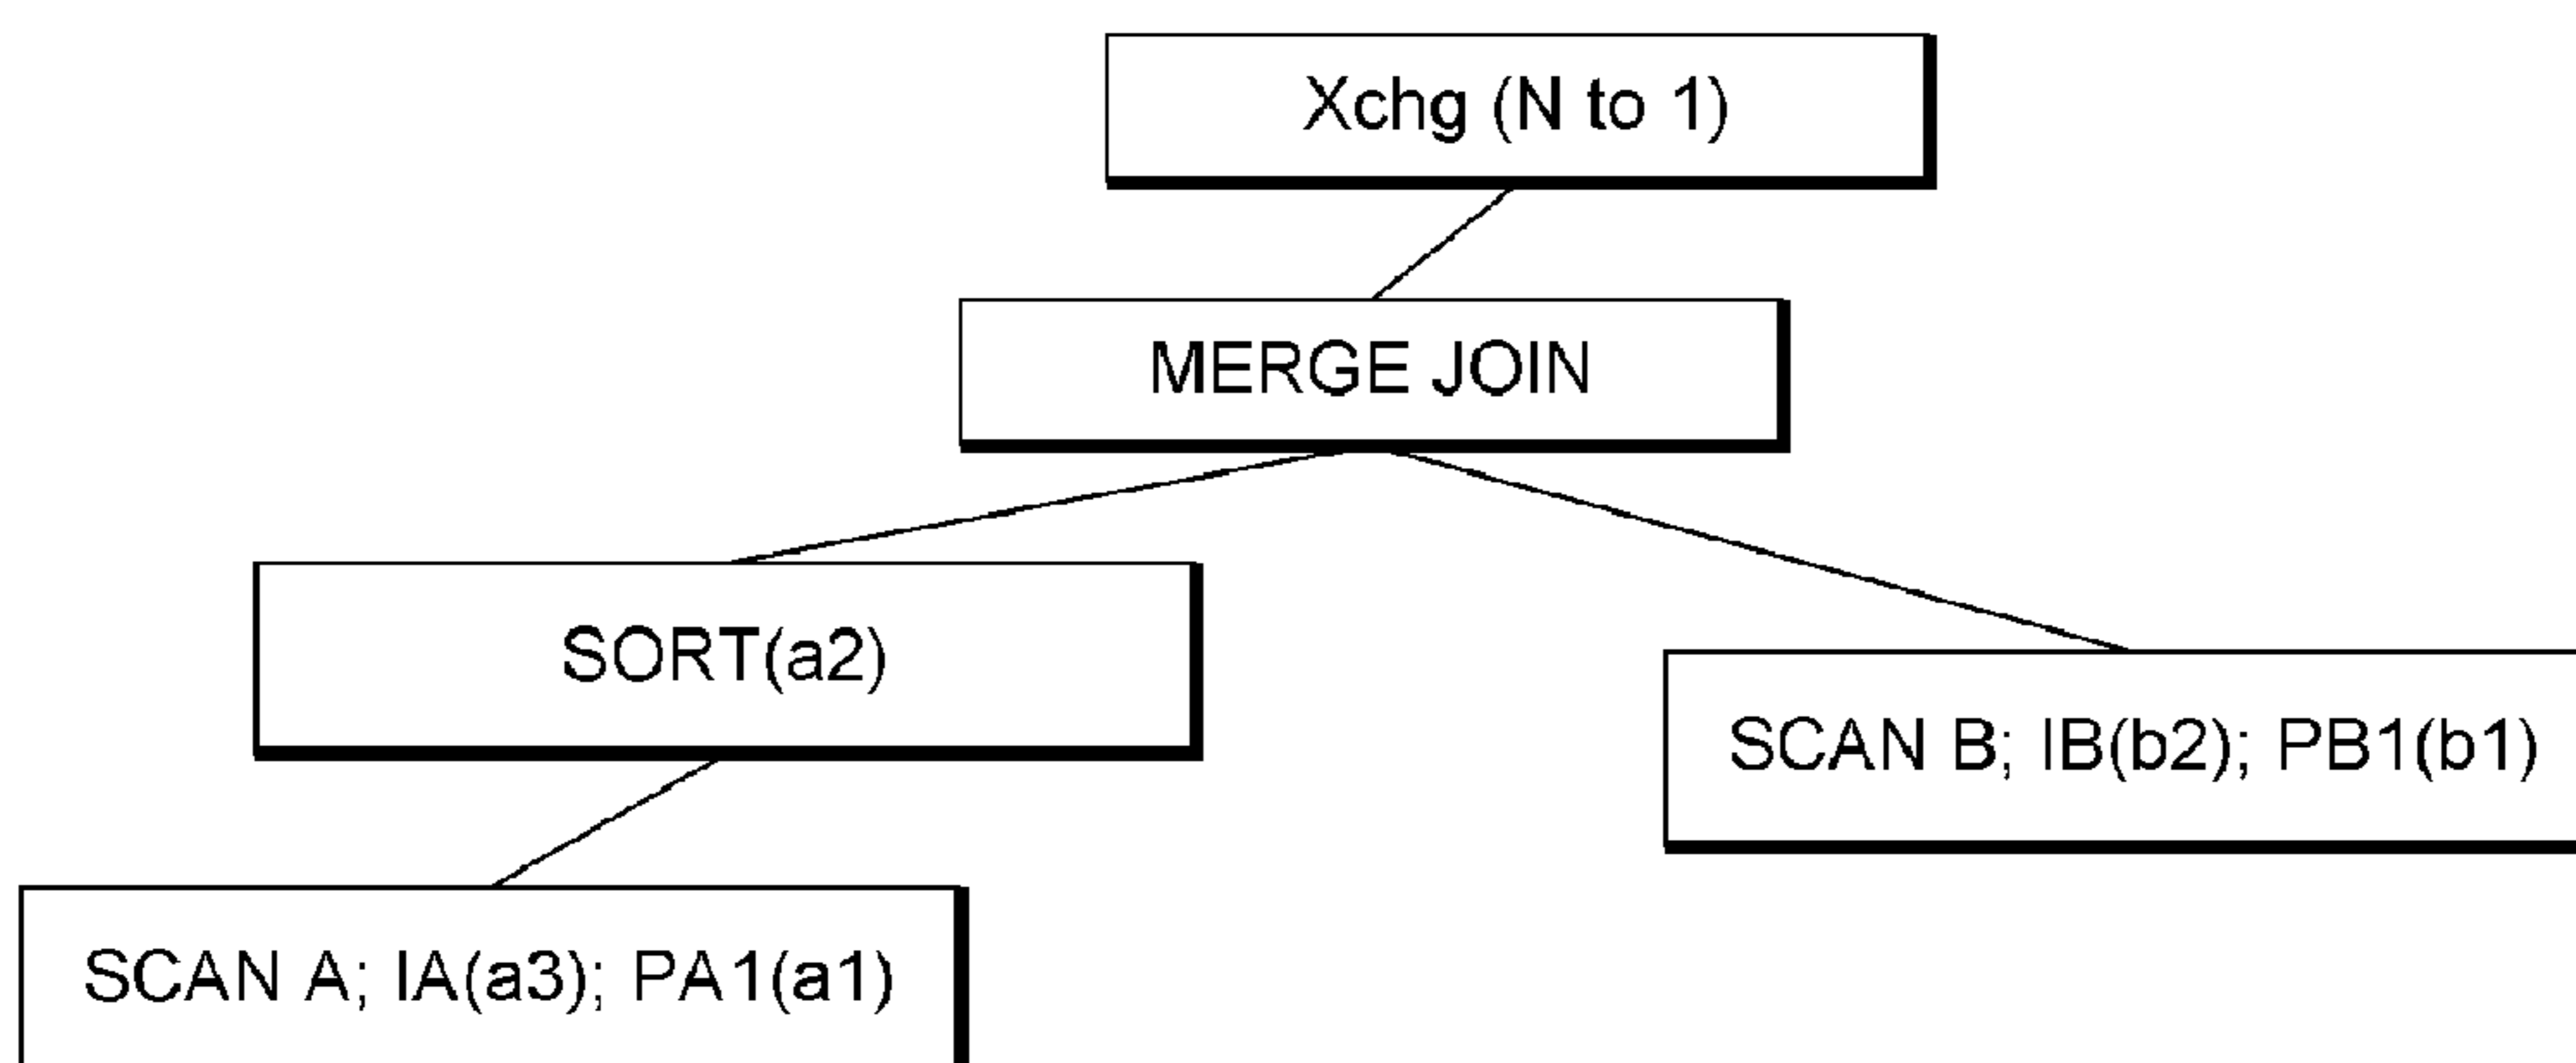 Xchg (N to 1)
MERGE JOIN
SORT(a2)
SCAN B; IB(b2); PB1(b1)
SCAN A; IA(a3); PA1(a1)